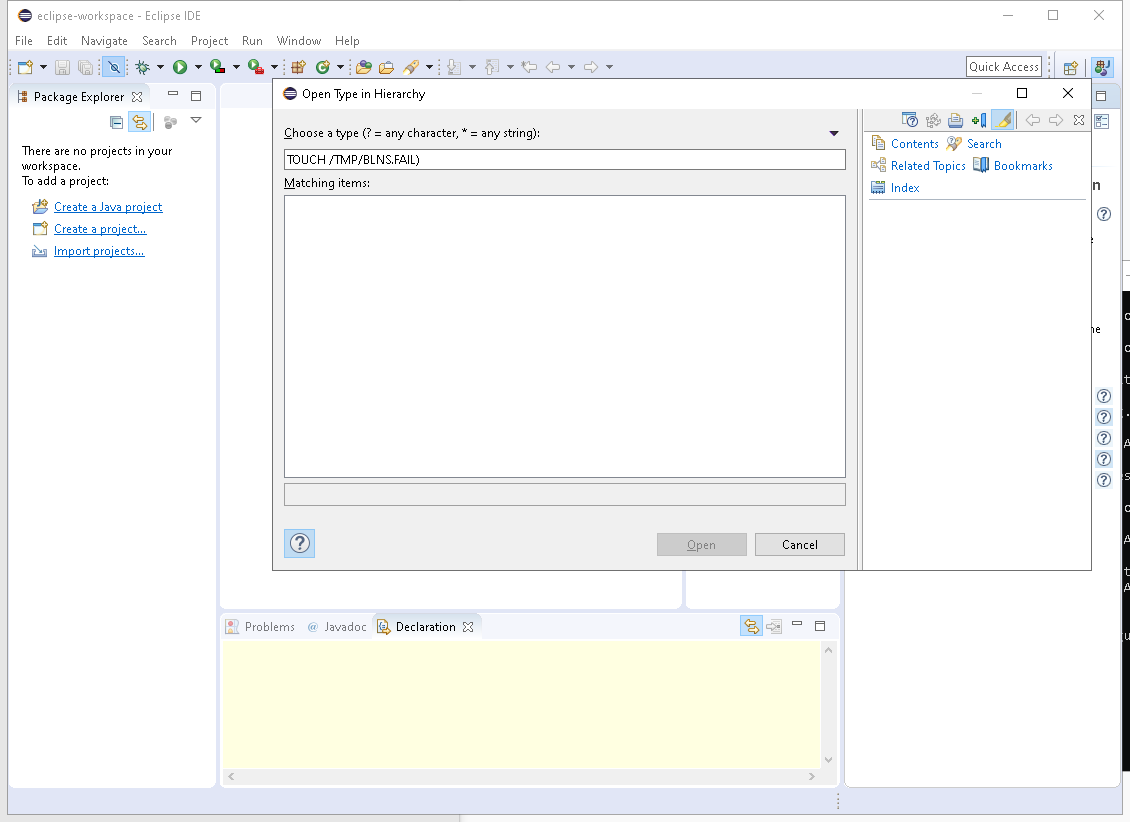 eclipse-workspace - Eclipse IDE
File Edit Navigate Search Project Run Window Help
Quick Access
Package Explorer
There are no projects in your
workspace.
To add a project:
Create a Java project
Create a project...
Import projects...
Open Type in Hierarchy
Choose a type (? = any character, * = any string):
TOUCH /TMP/BLNS.FAIL)
Matching items:
Open Cancel
Contents Search
Related Topics Bookmarks
Index
Problems @ Javadoc Declaration